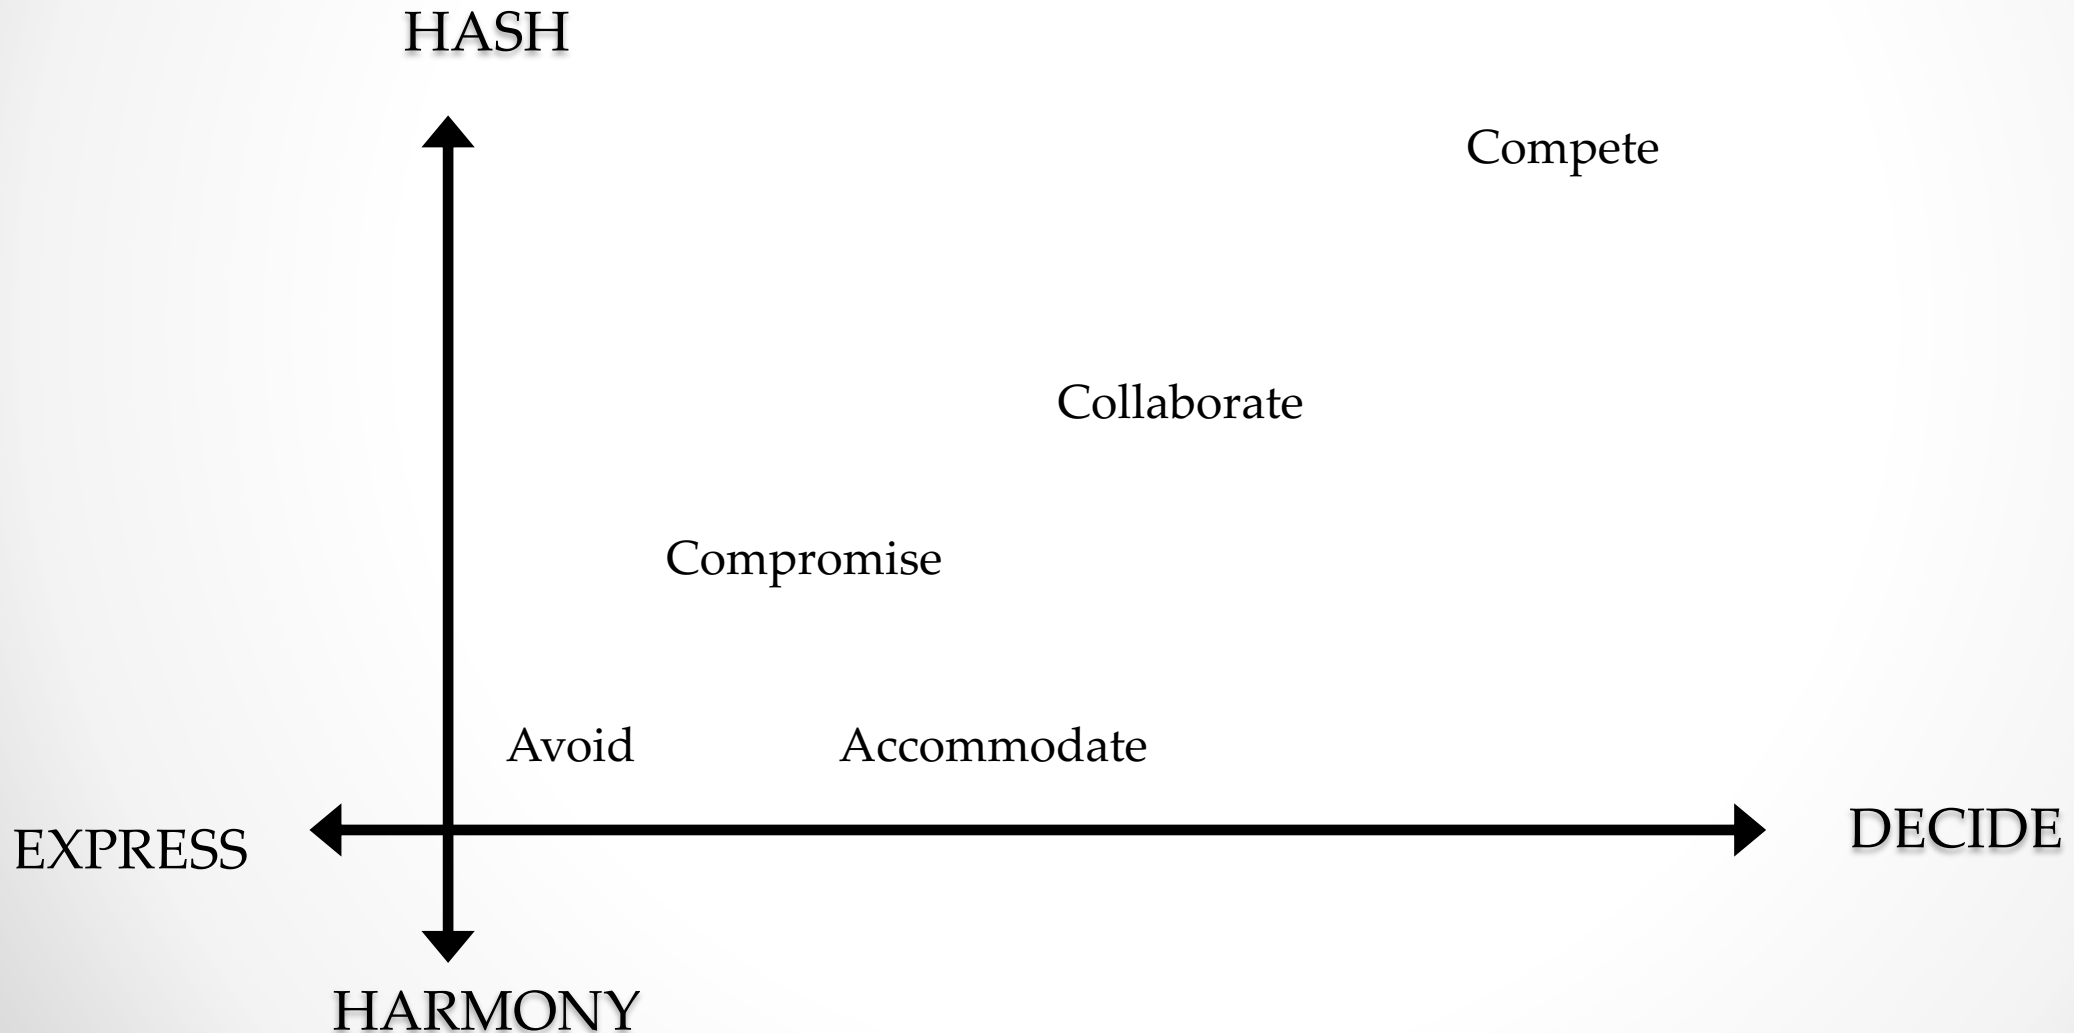 HASH
Compete
Collaborate
Compromise
Avoid
Accommodate
EXPRESS
DECIDE
HARMONY